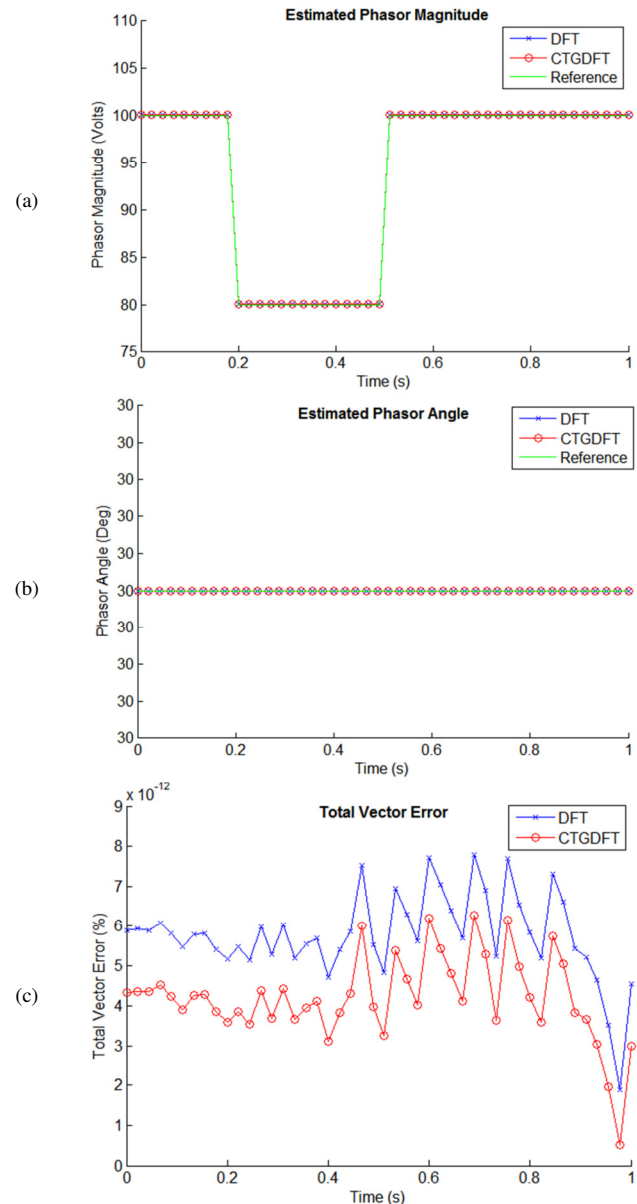 (a)
Estimated Phasor Magnitude
Phasor Magnitude (Volts)
110
105
100
95
90
85
80
75
0
0.2
0.4
0.6
0.8
1
Time (s)
DFT
CTGDFT
Reference
(b)
Estimated Phasor Angle
Phasor Angle (Deg)
30
30
30
30
30
30
30
30
30
0
0.2
0.4
0.6
0.8
1
Time (s)
DFT
CTGDFT
Reference
(c)
Total Vector Error
x 10^-12
Total Vector Error (%)
9
8
7
6
5
4
3
2
1
0
0
0.2
0.4
0.6
0.8
1
Time (s)
DFT
CTGDFT